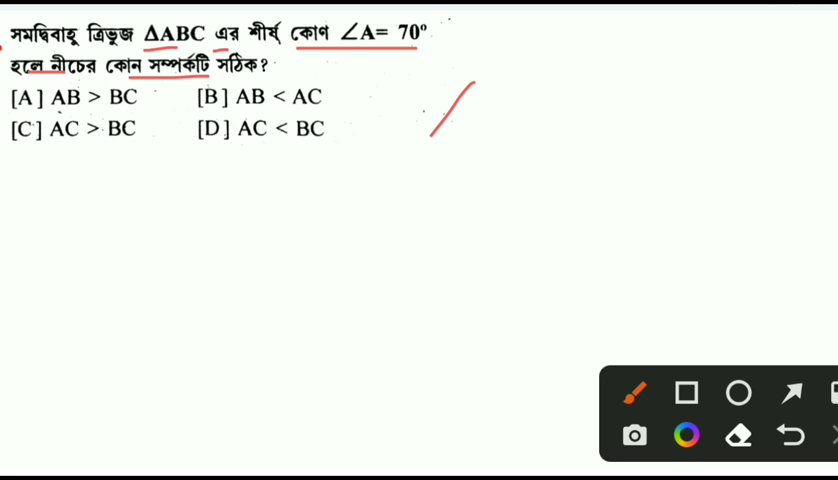 সমদ্বিবাহু ত্রিভুজ ΔABC এর শীর্ষ কোণ ∠A= 70°
হলে নীচের কোন সম্পর্কটি সঠিক?
[A] AB > BC [B] AB < AC
[C] AC > BC [D] AC < BC